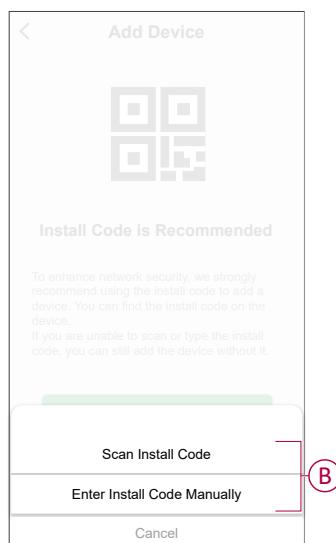 Add Device
Install Code is Recommended
To enhance network security, we strongly
recommend using the install code to add a
device. You can find the install code on the
device.
If you are unable to scan or type the install
code, you can still add the device without it.
Scan Install Code
B
Enter Install Code Manually
Cancel